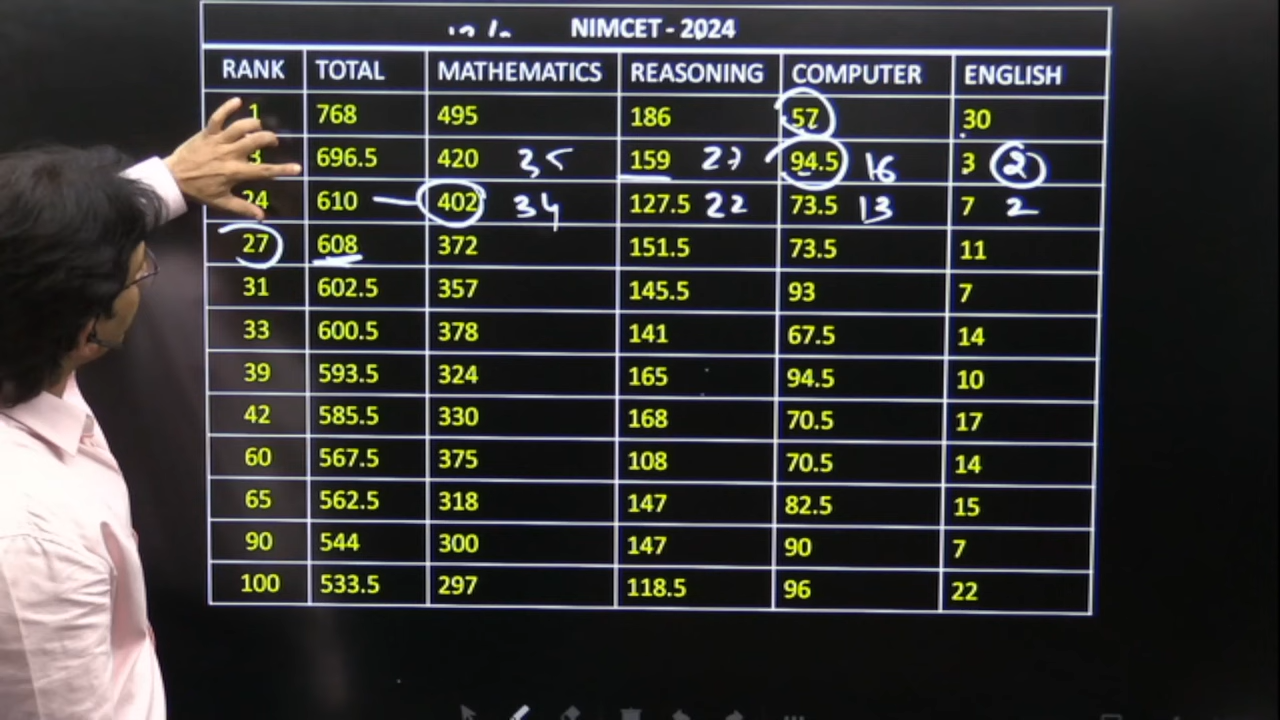 NIMCET - 2024
RANK TOTAL MATHEMATICS REASONING COMPUTER ENGLISH
1 768 495 186 57 30
3 696.5 420 35 159 27 94.5 16 3 2
24 610 402 34 127.5 22 73.5 13 7 2
27 608 372 151.5 73.5 11
31 602.5 357 145.5 93 7
33 600.5 378 141 67.5 14
39 593.5 324 165 94.5 10
42 585.5 330 168 70.5 17
60 567.5 375 108 70.5 14
65 562.5 318 147 82.5 15
90 544 300 147 90 7
100 533.5 297 118.5 96 22